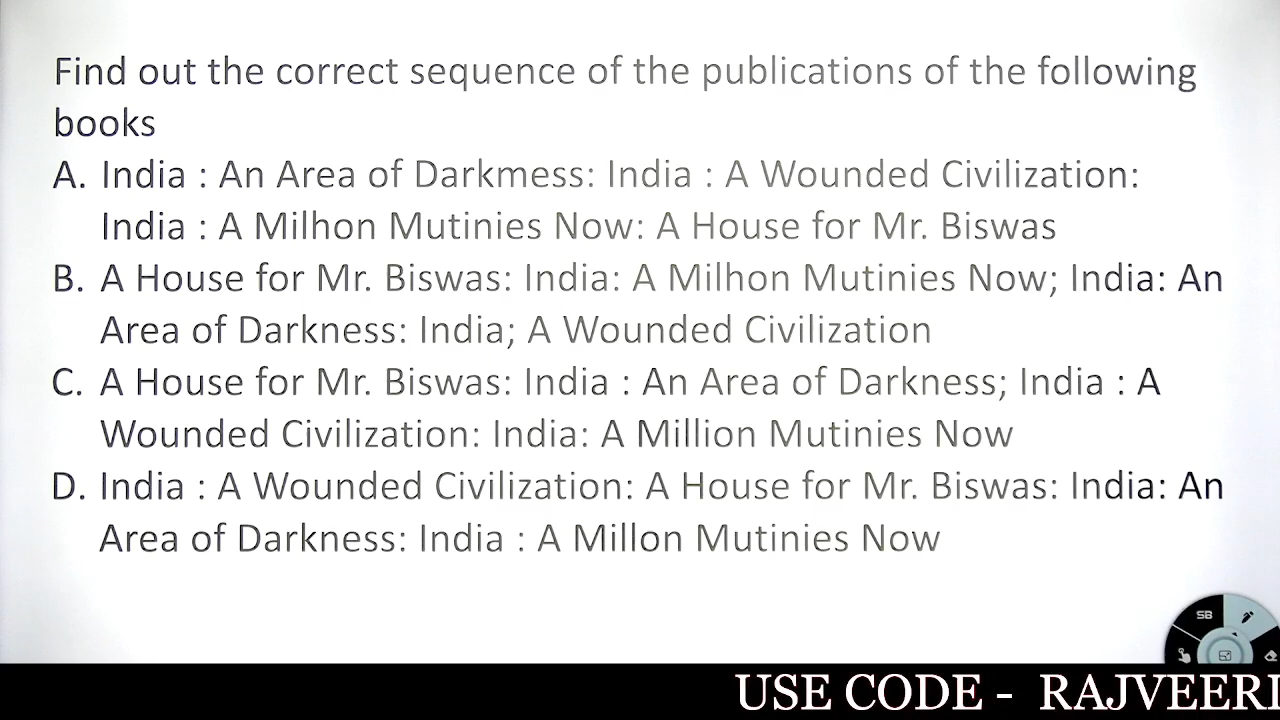 Find out the correct sequence of the publications of the following
books
A. India : An Area of Darkmess: India : A Wounded Civilization:
India : A Milhon Mutinies Now: A House for Mr. Biswas
B. A House for Mr. Biswas: India: A Milhon Mutinies Now; India: An
Area of Darkness: India; A Wounded Civilization
C. A House for Mr. Biswas: India : An Area of Darkness; India : A
Wounded Civilization: India: A Million Mutinies Now
D. India : A Wounded Civilization: A House for Mr. Biswas: India: An
Area of Darkness: India : A Millon Mutinies Now
SB
USE CODE - RAJVEERI